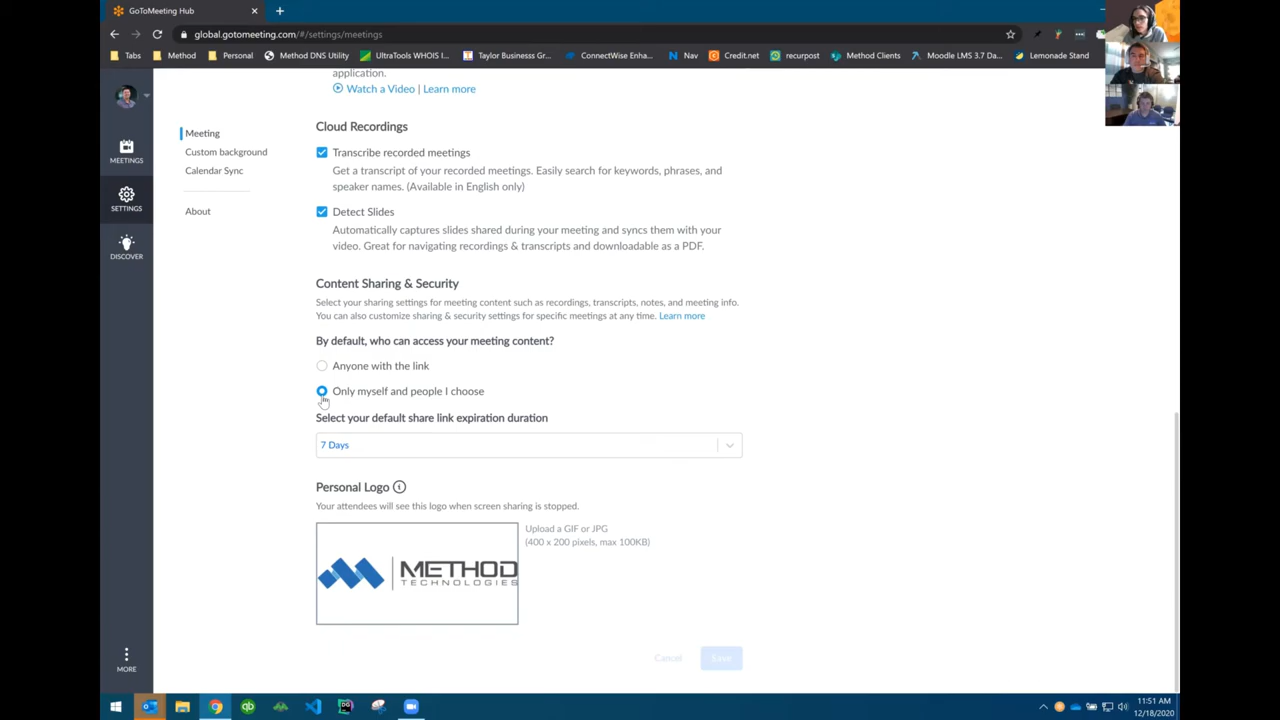 GoToMeeting Hub
global.gotomeeting.com/#/settings/meetings
Tabs Method Personal Method DNS Utility UltraTools WHOIS I... Taylor Businesss Gr... ConnectWise Enha... Nav Credit.net recurpost Method Clients Moodle LMS 3.7 Da... Lemonade Stand
application.
Watch a Video | Learn more
MEETINGS
SETTINGS
DISCOVER
MORE
Meeting
Custom background
Calendar Sync
About
Cloud Recordings
Transcribe recorded meetings
Get a transcript of your recorded meetings. Easily search for keywords, phrases, and
speaker names. (Available in English only)
Detect Slides
Automatically captures slides shared during your meeting and syncs them with your
video. Great for navigating recordings & transcripts and downloadable as a PDF.
Content Sharing & Security
Select your sharing settings for meeting content such as recordings, transcripts, notes, and meeting info.
You can also customize sharing & security settings for specific meetings at any time. Learn more
By default, who can access your meeting content?
Anyone with the link
Only myself and people I choose
Select your default share link expiration duration
7 Days
Personal Logo
Your attendees will see this logo when screen sharing is stopped.
METHOD
TECHNOLOGIES
Upload a GIF or JPG
(400 x 200 pixels, max 100KB)
Cancel Save
11:51 AM
12/18/2020